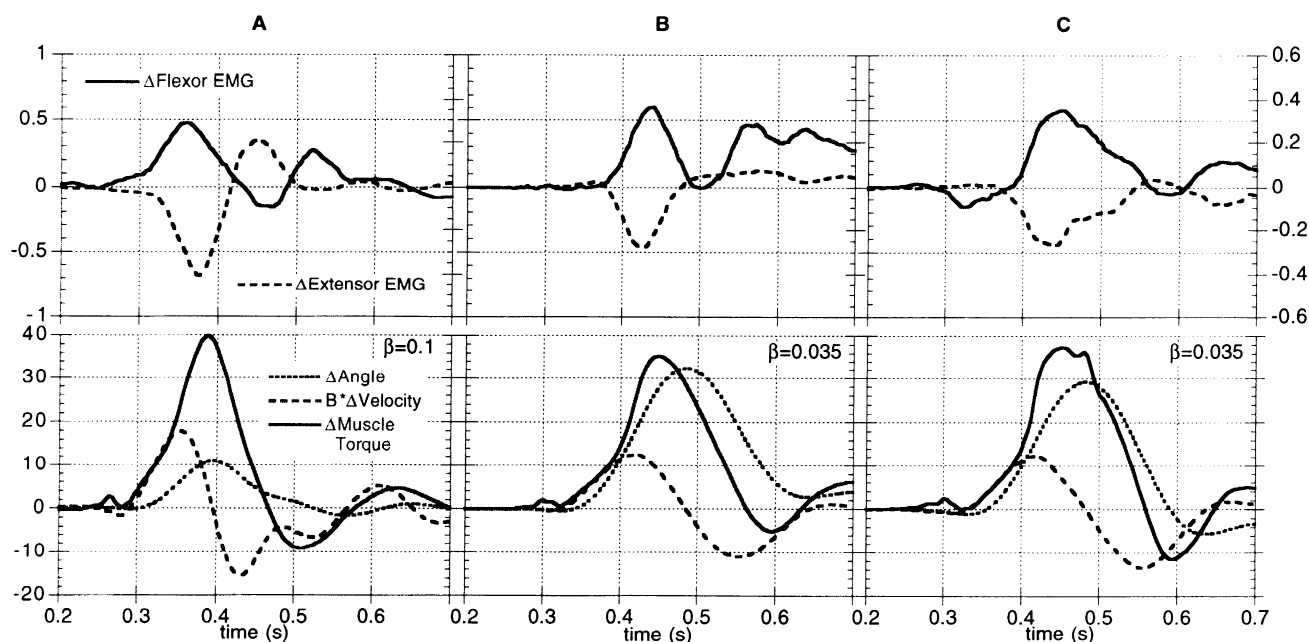 A
B
C
1
0.5
0
-0.5
-1
ΔFlexor EMG
ΔExtensor EMG
0.6
0.4
0.2
0
-0.2
-0.4
-0.6
40
30
20
10
0
-10
-20
β=0.1
ΔAngle
B*ΔVelocity
ΔMuscle
Torque
β=0.035
β=0.035
0.2 0.3 0.4 0.5 0.6 0.2 0.3 0.4 0.5 0.6 0.2 0.3 0.4 0.5 0.6 0.7
time (s) time (s) time (s)